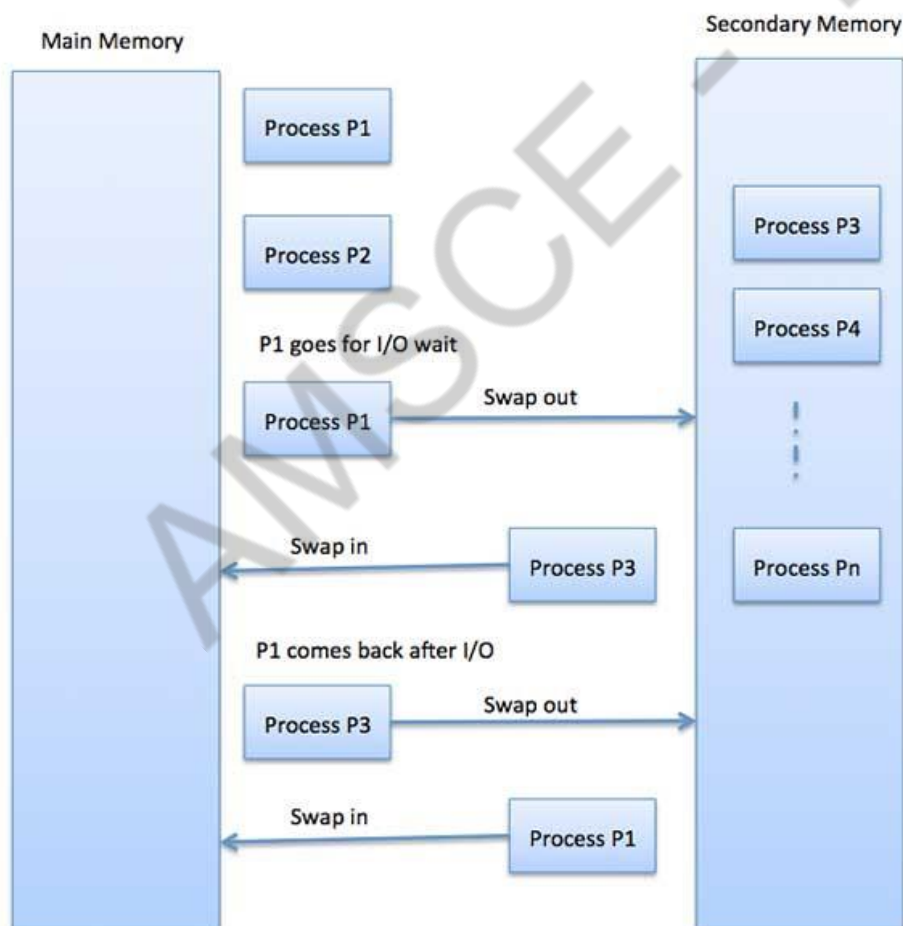 Main Memory
Secondary Memory
Process P1
Process P2
Process P3
Process P4
P1 goes for I/O wait
Process P1
Swap out
Swap in
Process P3
Process Pn
P1 comes back after I/O
Process P3
Swap out
Swap in
Process P1
AMSCE -